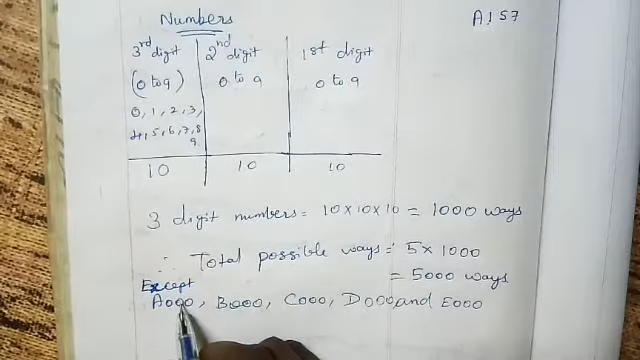 Numbers
A157
3rd digit 2nd digit 1st digit
(0 to 9) 0 to 9 0 to 9
0, 1, 2, 3,
4, 5, 6, 7, 8
9
10 10 10
3 digit numbers = 10 x 10 x 10 = 1000 ways
∴ Total possible ways = 5 x 1000
= 5000 ways
Except
A000, B000, C000, D000 and E000